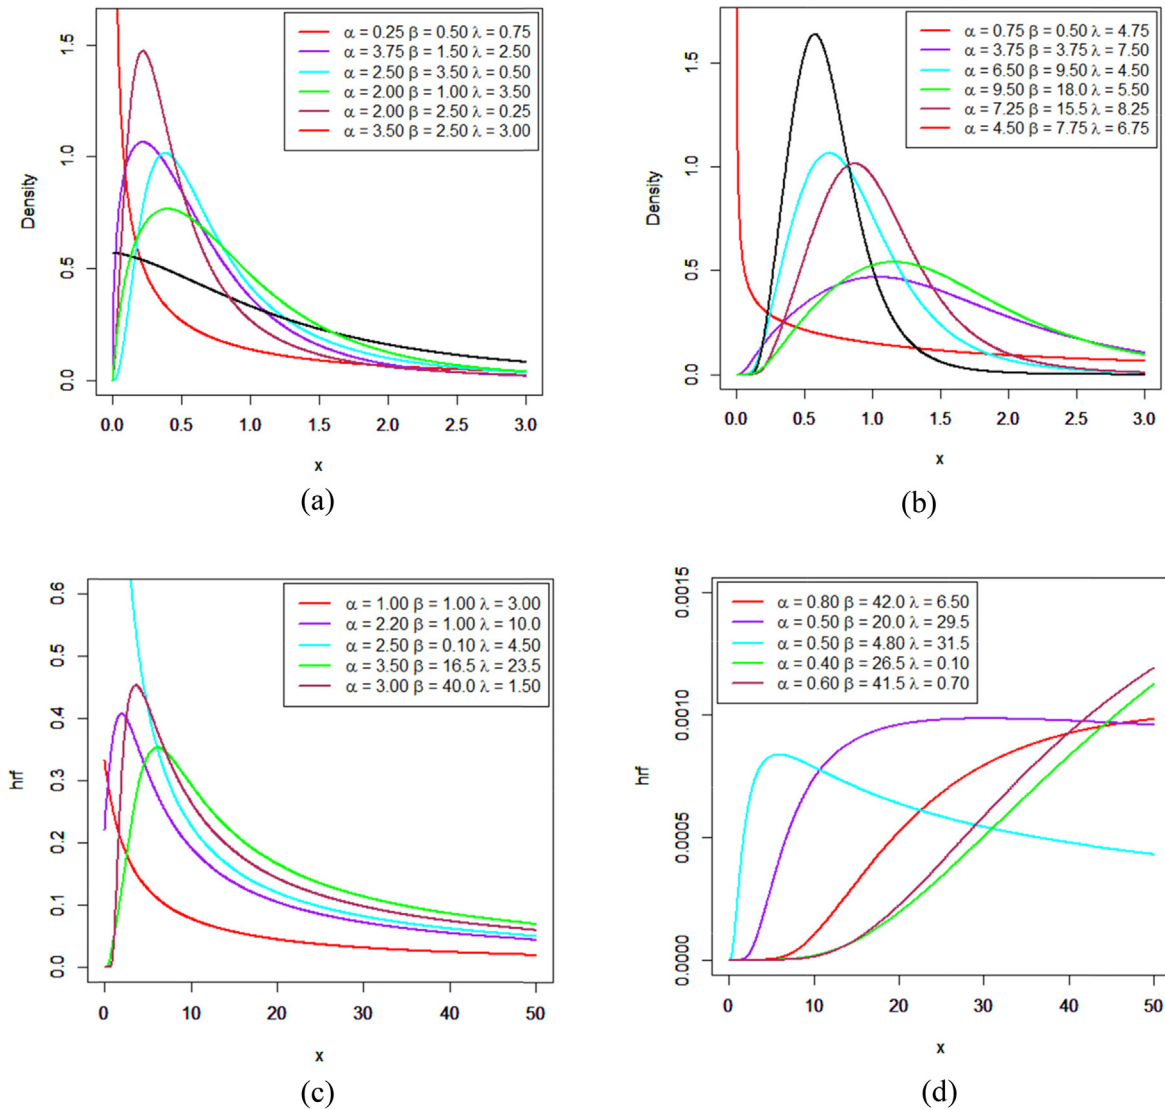 α = 0.25 β = 0.50 λ = 0.75
α = 3.75 β = 1.50 λ = 2.50
α = 2.50 β = 3.50 λ = 0.50
α = 2.00 β = 1.00 λ = 3.50
α = 2.00 β = 2.50 λ = 0.25
α = 3.50 β = 2.50 λ = 3.00
Density
1.5
1.0
0.5
0.0
0.0 0.5 1.0 1.5 2.0 2.5 3.0
x
(a)
α = 0.75 β = 0.50 λ = 4.75
α = 3.75 β = 3.75 λ = 7.50
α = 6.50 β = 9.50 λ = 4.50
α = 9.50 β = 18.0 λ = 5.50
α = 7.25 β = 15.5 λ = 8.25
α = 4.50 β = 7.75 λ = 6.75
Density
1.5
1.0
0.5
0.0
0.0 0.5 1.0 1.5 2.0 2.5 3.0
x
(b)
α = 1.00 β = 1.00 λ = 3.00
α = 2.20 β = 1.00 λ = 10.0
α = 2.50 β = 0.10 λ = 4.50
α = 3.50 β = 16.5 λ = 23.5
α = 3.00 β = 40.0 λ = 1.50
hrf
0.6
0.5
0.4
0.3
0.2
0.1
0.0
0 10 20 30 40 50
x
(c)
α = 0.80 β = 42.0 λ = 6.50
α = 0.50 β = 20.0 λ = 29.5
α = 0.50 β = 4.80 λ = 31.5
α = 0.40 β = 26.5 λ = 0.10
α = 0.60 β = 41.5 λ = 0.70
hrf
0.0015
0.0010
0.0005
0.0000
0 10 20 30 40 50
x
(d)